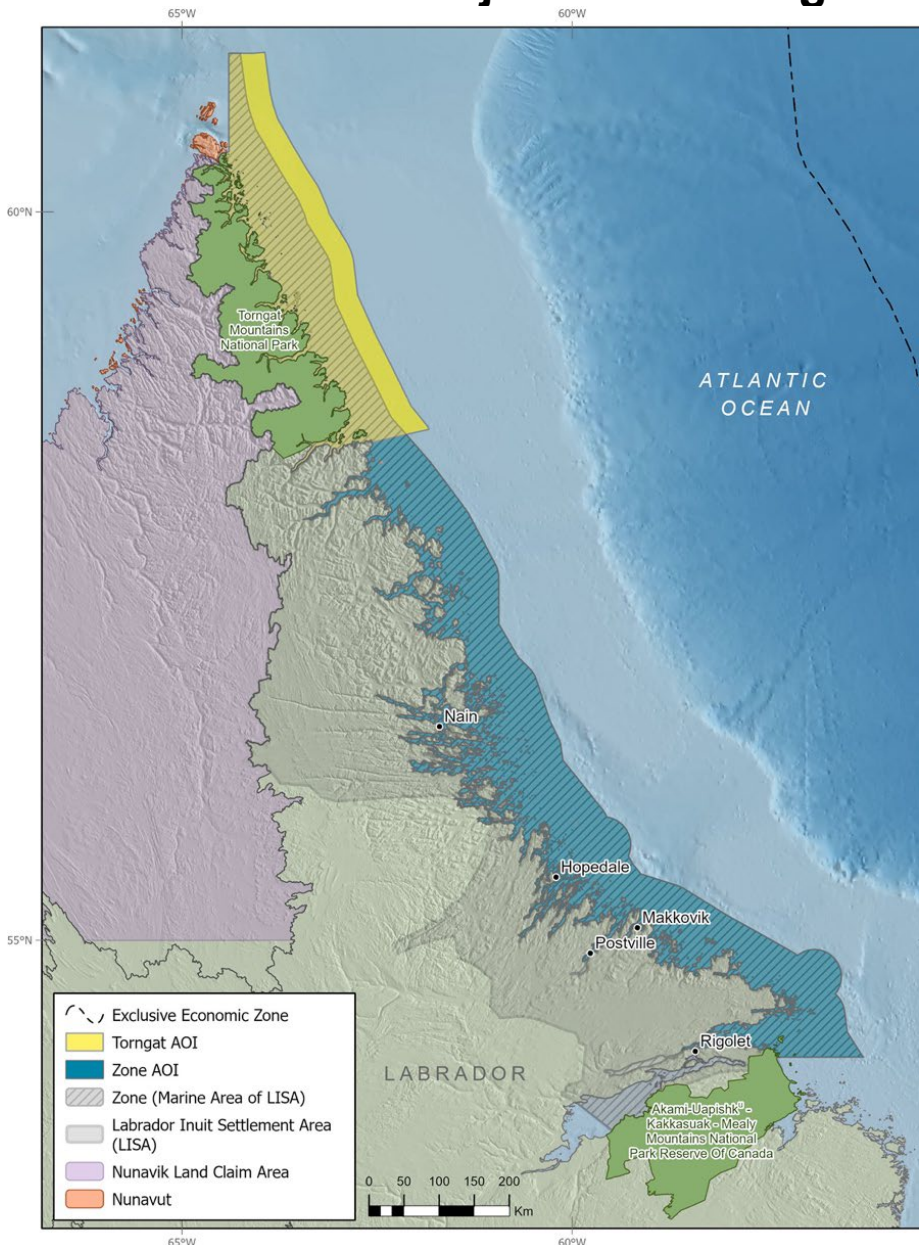 65°W
60°W
60°N
Torngat
Mountains
National Park
ATLANTIC
OCEAN
Nain
Hopedale
Makkovik
Postville
55°N
Rigolet
LABRADOR
Akami-Uapishkᵁ -
KakKasuak - Mealy
Mountains National
Park Reserve Of Canada
Exclusive Economic Zone
Torngat AOI
Zone AOI
Zone (Marine Area of LISA)
Labrador Inuit Settlement Area
(LISA)
Nunavik Land Claim Area
Nunavut
0 50 100 150 200
Km
65°W
60°W